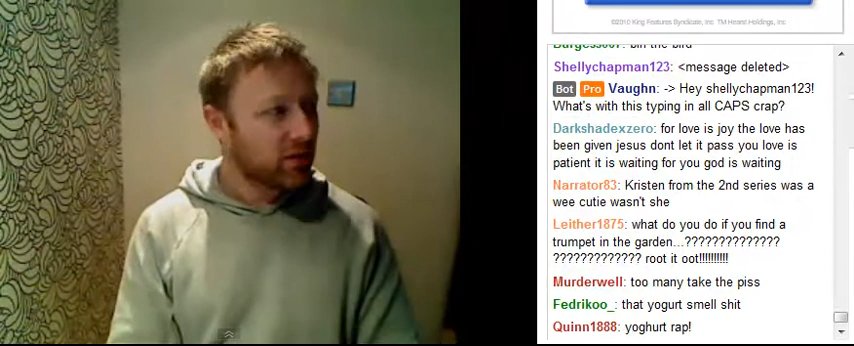 ©2010 King Features Syndicate, Inc. TM Hearst Holdings, Inc
Burgess007: bin the bird
Shellychapman123: <message deleted>
Bot Pro Vaughn: -> Hey shellychapman123!
What's with this typing in all CAPS crap?
Darkshadexzero: for love is joy the love has
been given jesus dont let it pass you love is
patient it is waiting for you god is waiting
Narrator83: Kristen from the 2nd series was a
wee cutie wasn't she
Leither1875: what do you do if you find a
trumpet in the garden...??????????????
????????????? root it oot!!!!!!!!!!
Murderwell: too many take the piss
Fedrikoo_: that yogurt smell shit
Quinn1888: yoghurt rap!